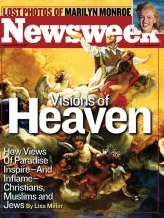 LOST PHOTOS OF MARILYN MONROE
Newsweek
Visions of
Heaven
How Views
Of Paradise
Inspire—And
Inflame—
Christians,
Muslims and
Jews By Lisa Miller